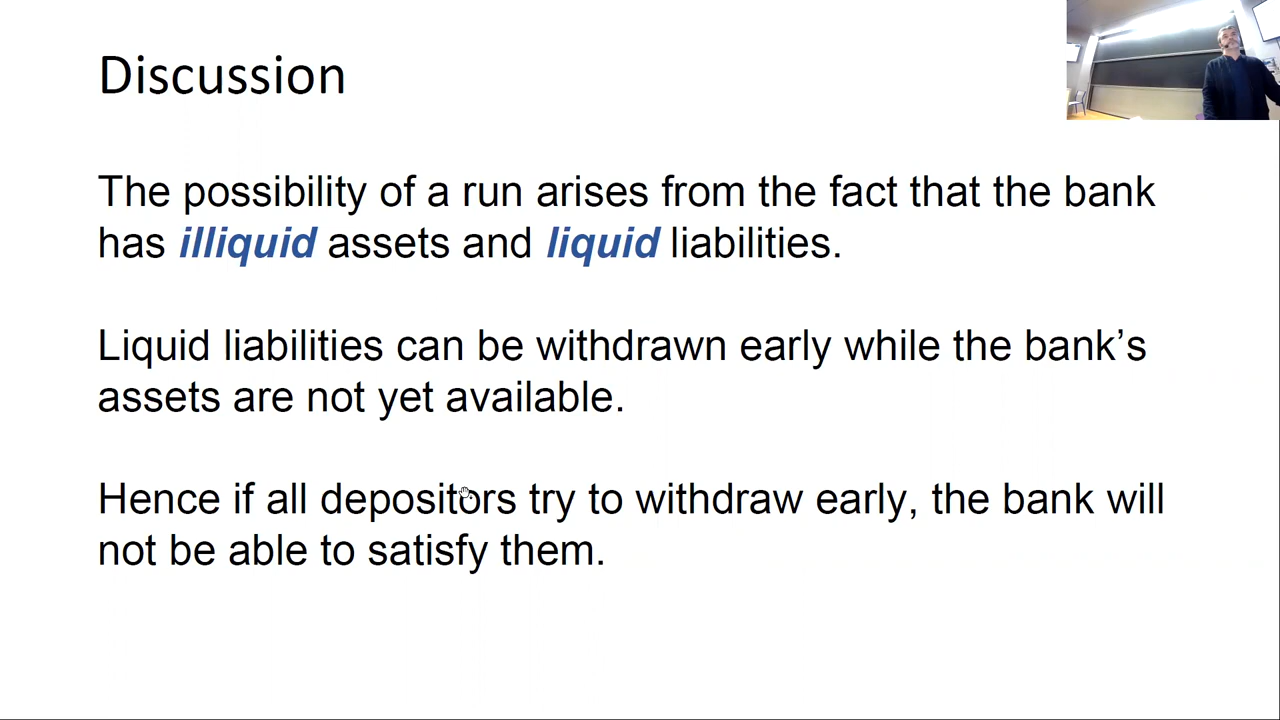 Discussion
The possibility of a run arises from the fact that the bank
has illiquid assets and liquid liabilities.
Liquid liabilities can be withdrawn early while the bank’s
assets are not yet available.
Hence if all depositors try to withdraw early, the bank will
not be able to satisfy them.